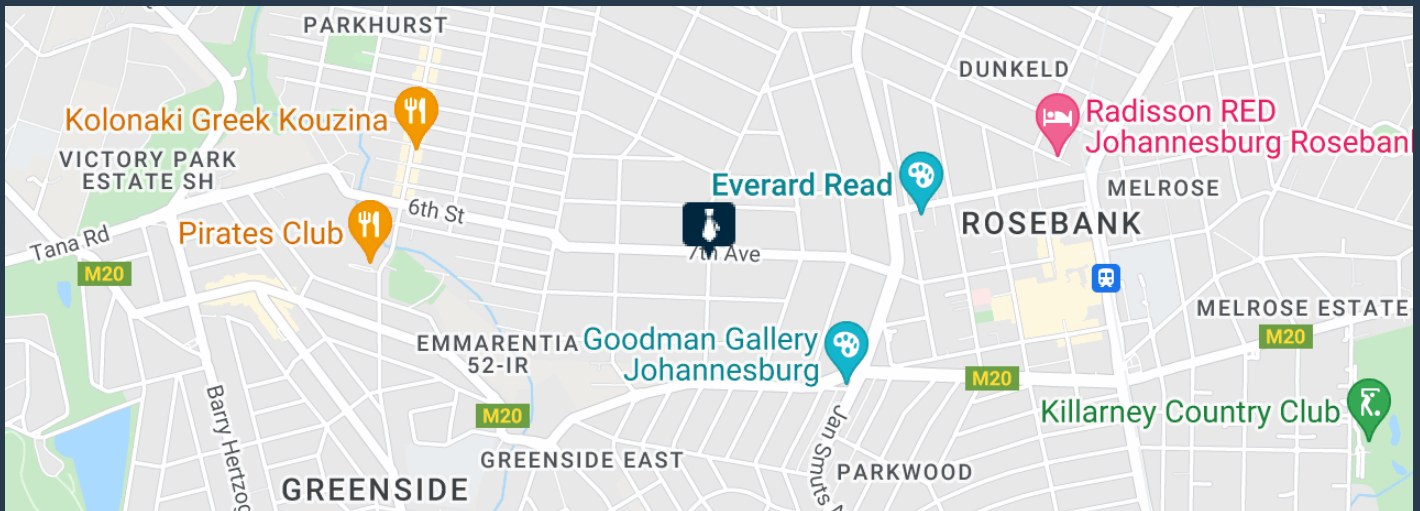 PARKHURST
DUNKELD
Kolonaki Greek Kouzina
Radisson RED
Johannesburg Rosebank
VICTORY PARK
ESTATE SH
Everard Read
MELROSE
6th St
ROSEBANK
Pirates Club
Tana Rd
7th Ave
M20
MELROSE ESTATE
EMMARENTIA
52-IR
Goodman Gallery
Johannesburg
M20
M20
M20
Barry Hertzog
Jan Smuts
Killarney Country Club
GREENSIDE EAST
PARKWOOD
GREENSIDE